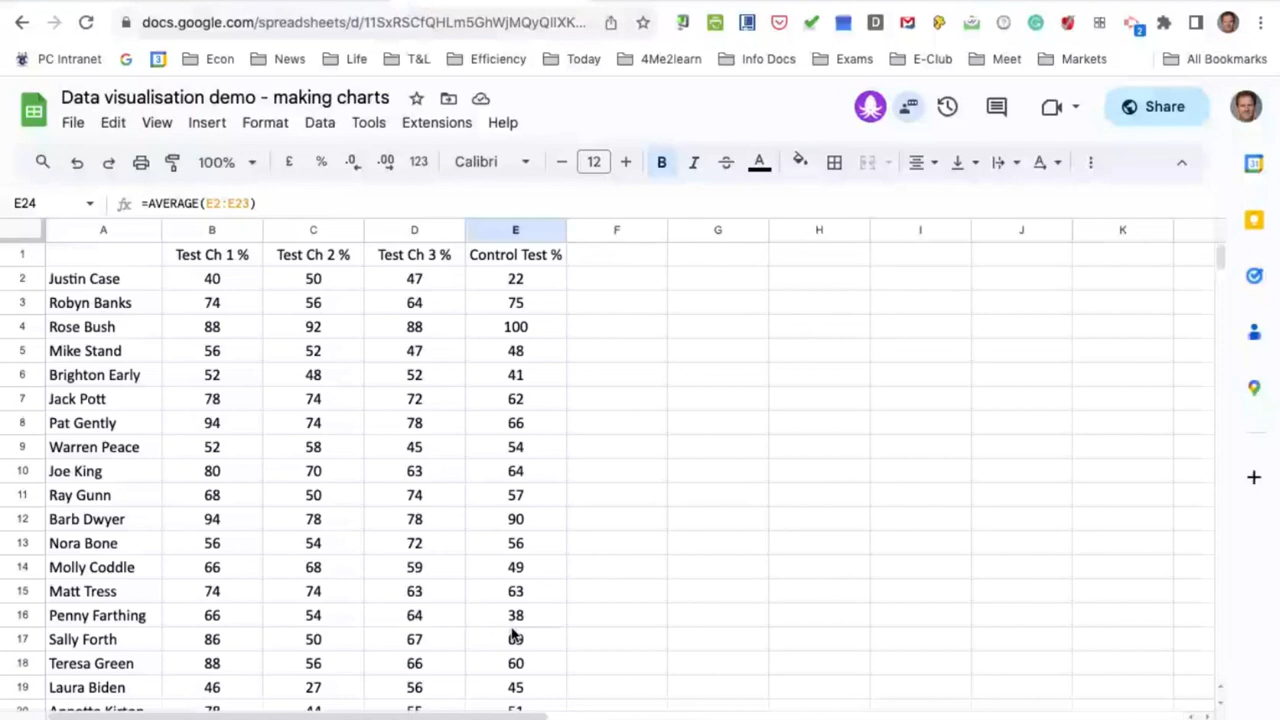 docs.google.com/spreadsheets/d/11SxRSCfQHLm5GhWjMQyQIlXK...
2
PC Intranet Econ News Life T&L Efficiency Today 4Me2learn Info Docs Exams E-Club Meet Markets All Bookmarks
Data visualisation demo - making charts
Share
File Edit View Insert Format Data Tools Extensions Help
100% £ % .0 .00 123 Calibri 12 B I S A
E24 =AVERAGE(E2:E23)
A B C D E F G H I J K
1 Test Ch 1 % Test Ch 2 % Test Ch 3 % Control Test %
2 Justin Case 40 50 47 22
3 Robyn Banks 74 56 64 75
4 Rose Bush 88 92 88 100
5 Mike Stand 56 52 47 48
6 Brighton Early 52 48 52 41
7 Jack Pott 78 74 72 62
8 Pat Gently 94 74 78 66
9 Warren Peace 52 58 45 54
10 Joe King 80 70 63 64
11 Ray Gunn 68 50 74 57
12 Barb Dwyer 94 78 78 90
13 Nora Bone 56 54 72 56
14 Molly Coddle 66 68 59 49
15 Matt Tress 74 74 63 63
16 Penny Farthing 66 54 64 38
17 Sally Forth 86 50 67
18 Teresa Green 88 56 66 60
19 Laura Biden 46 27 56 45